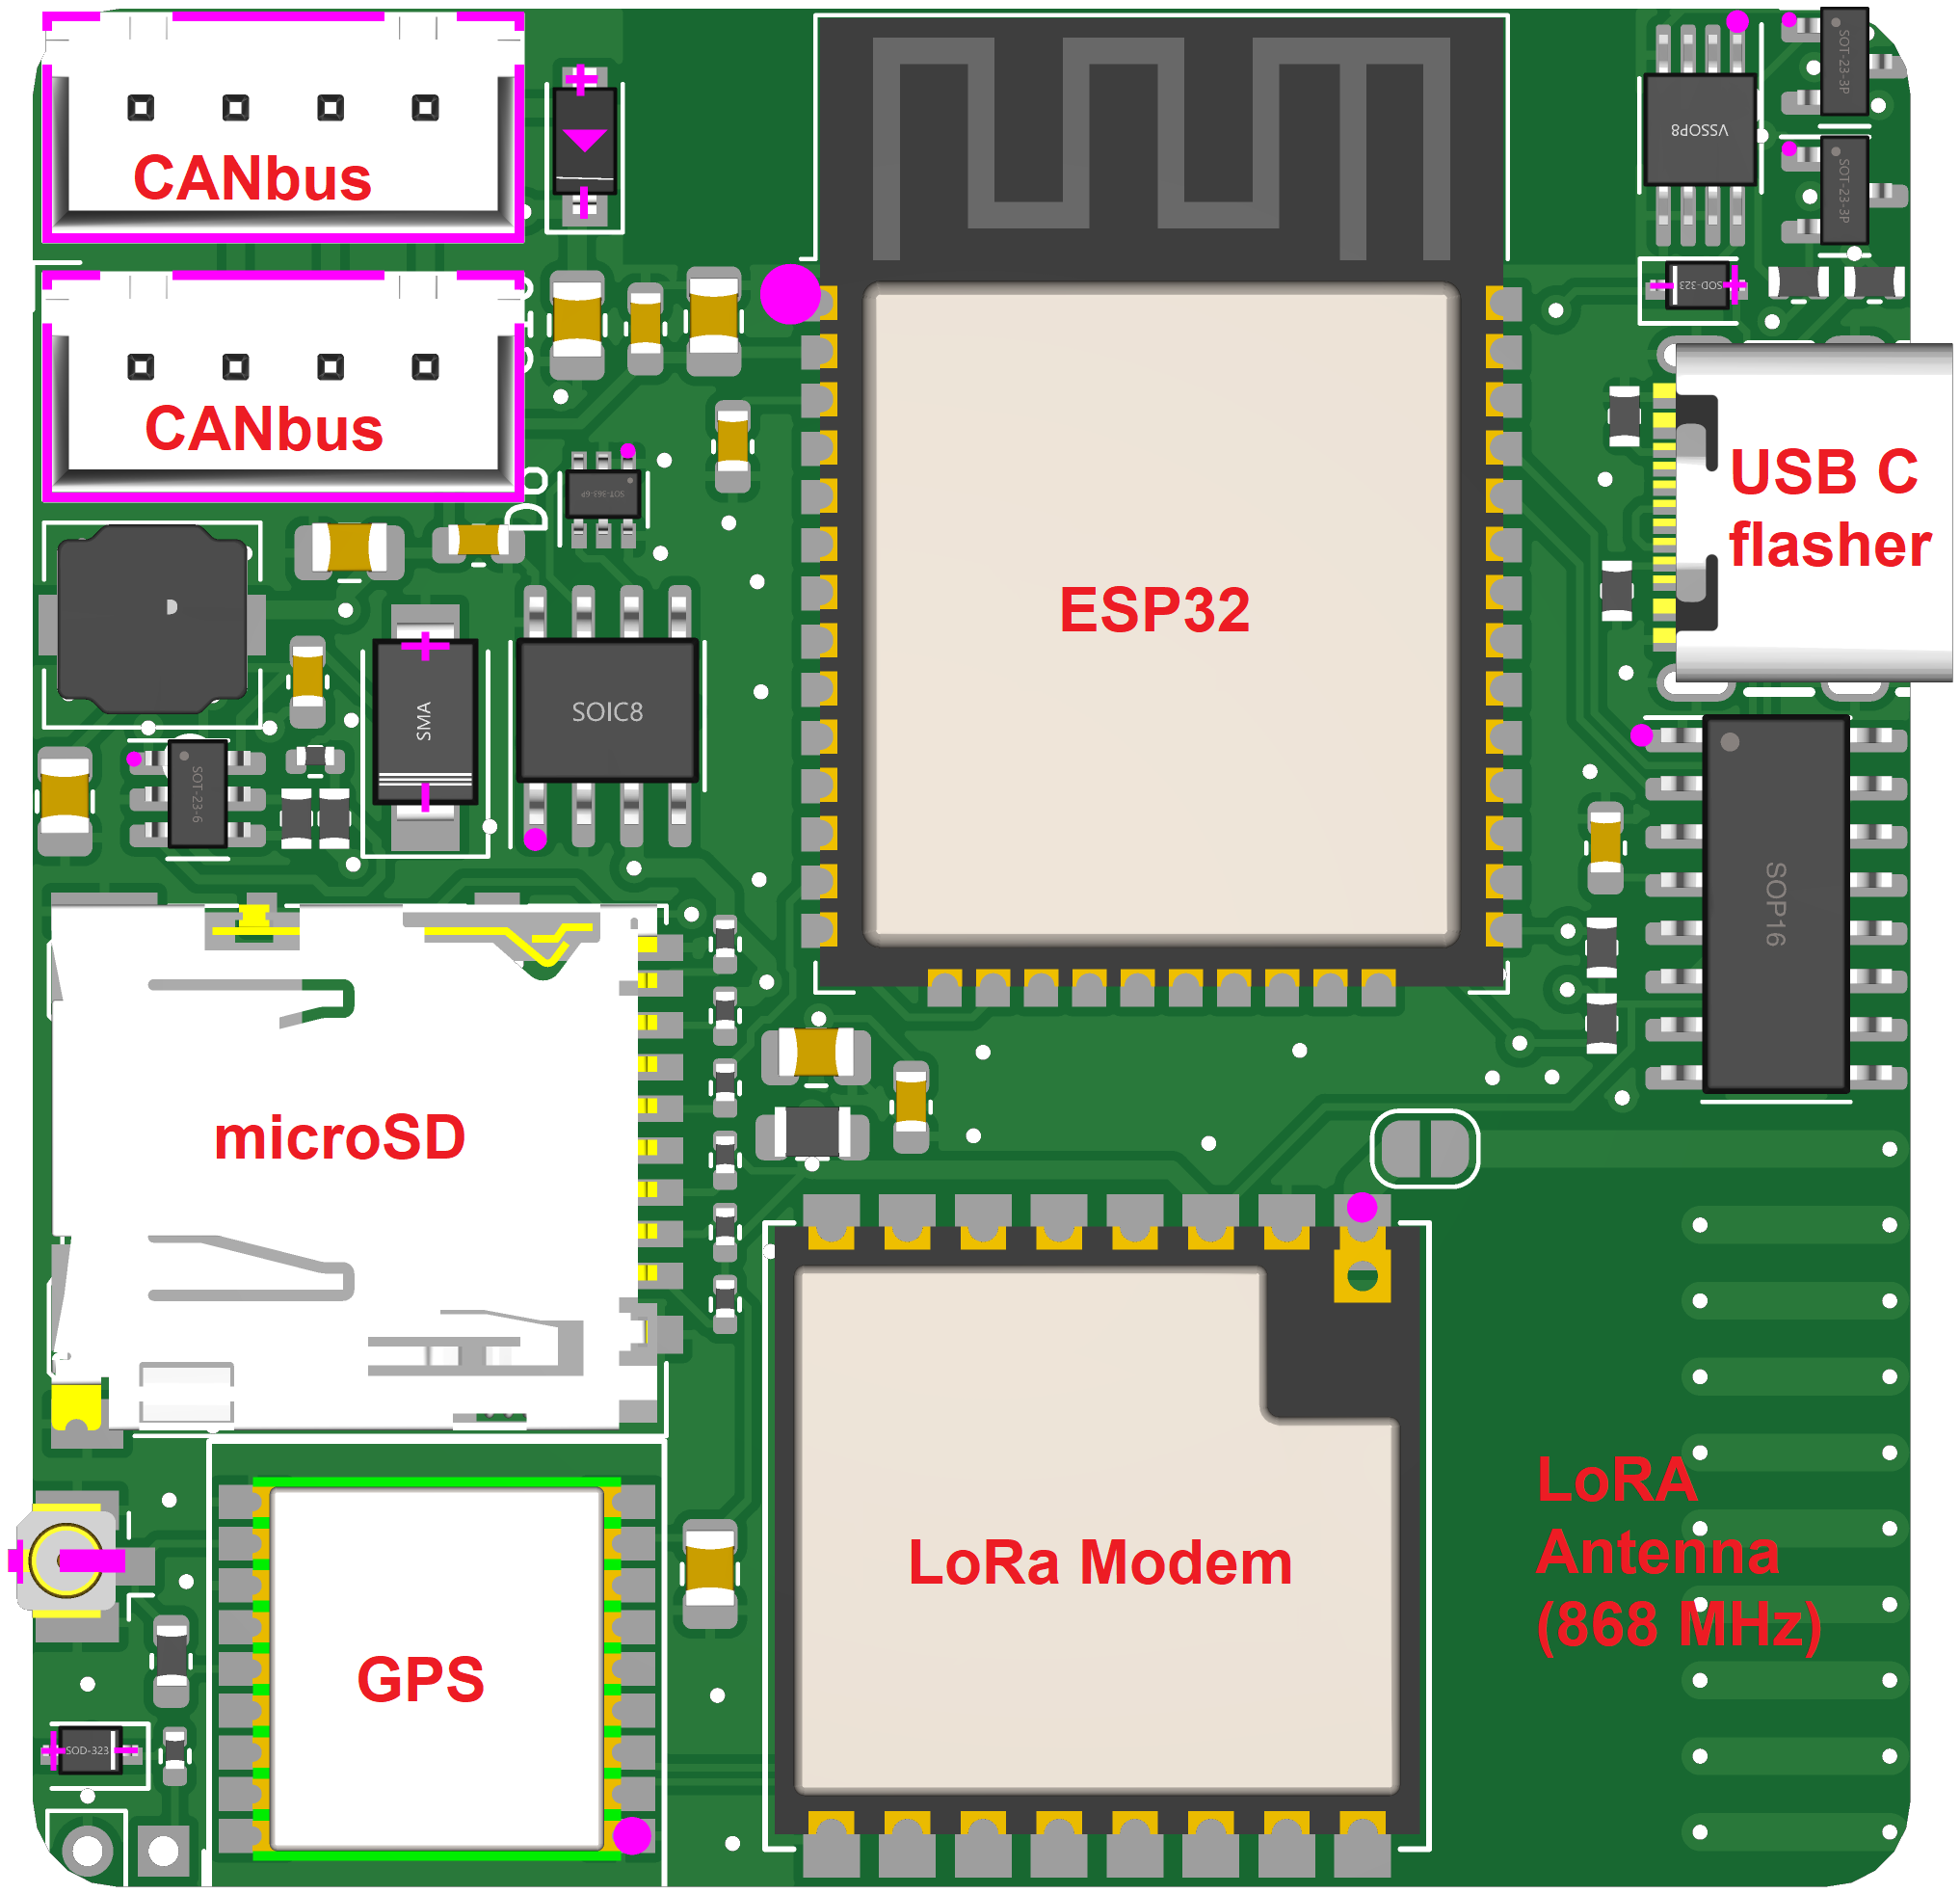 CANbus
SOT-23-3P
VSSOP8
SOT-23-3P
SOD-323
CANbus
USB C
flasher
SOT-363-6P
ESP32
SMA
SOIC8
SOT-23-6
SOP16
microSD
LoRa Modem
LoRA
Antenna
(868 MHz)
GPS
SOD-323